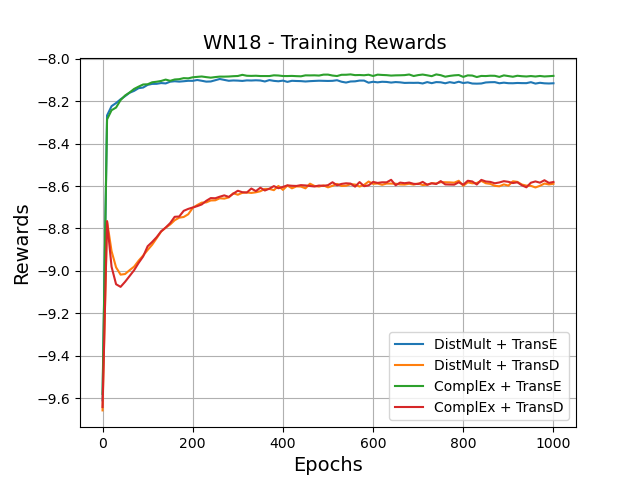 WN18 - Training Rewards
Rewards
−8.0
−8.2
−8.4
−8.6
−8.8
−9.0
−9.2
−9.4
−9.6
DistMult + TransE
DistMult + TransD
ComplEx + TransE
ComplEx + TransD
0 200 400 600 800 1000
Epochs